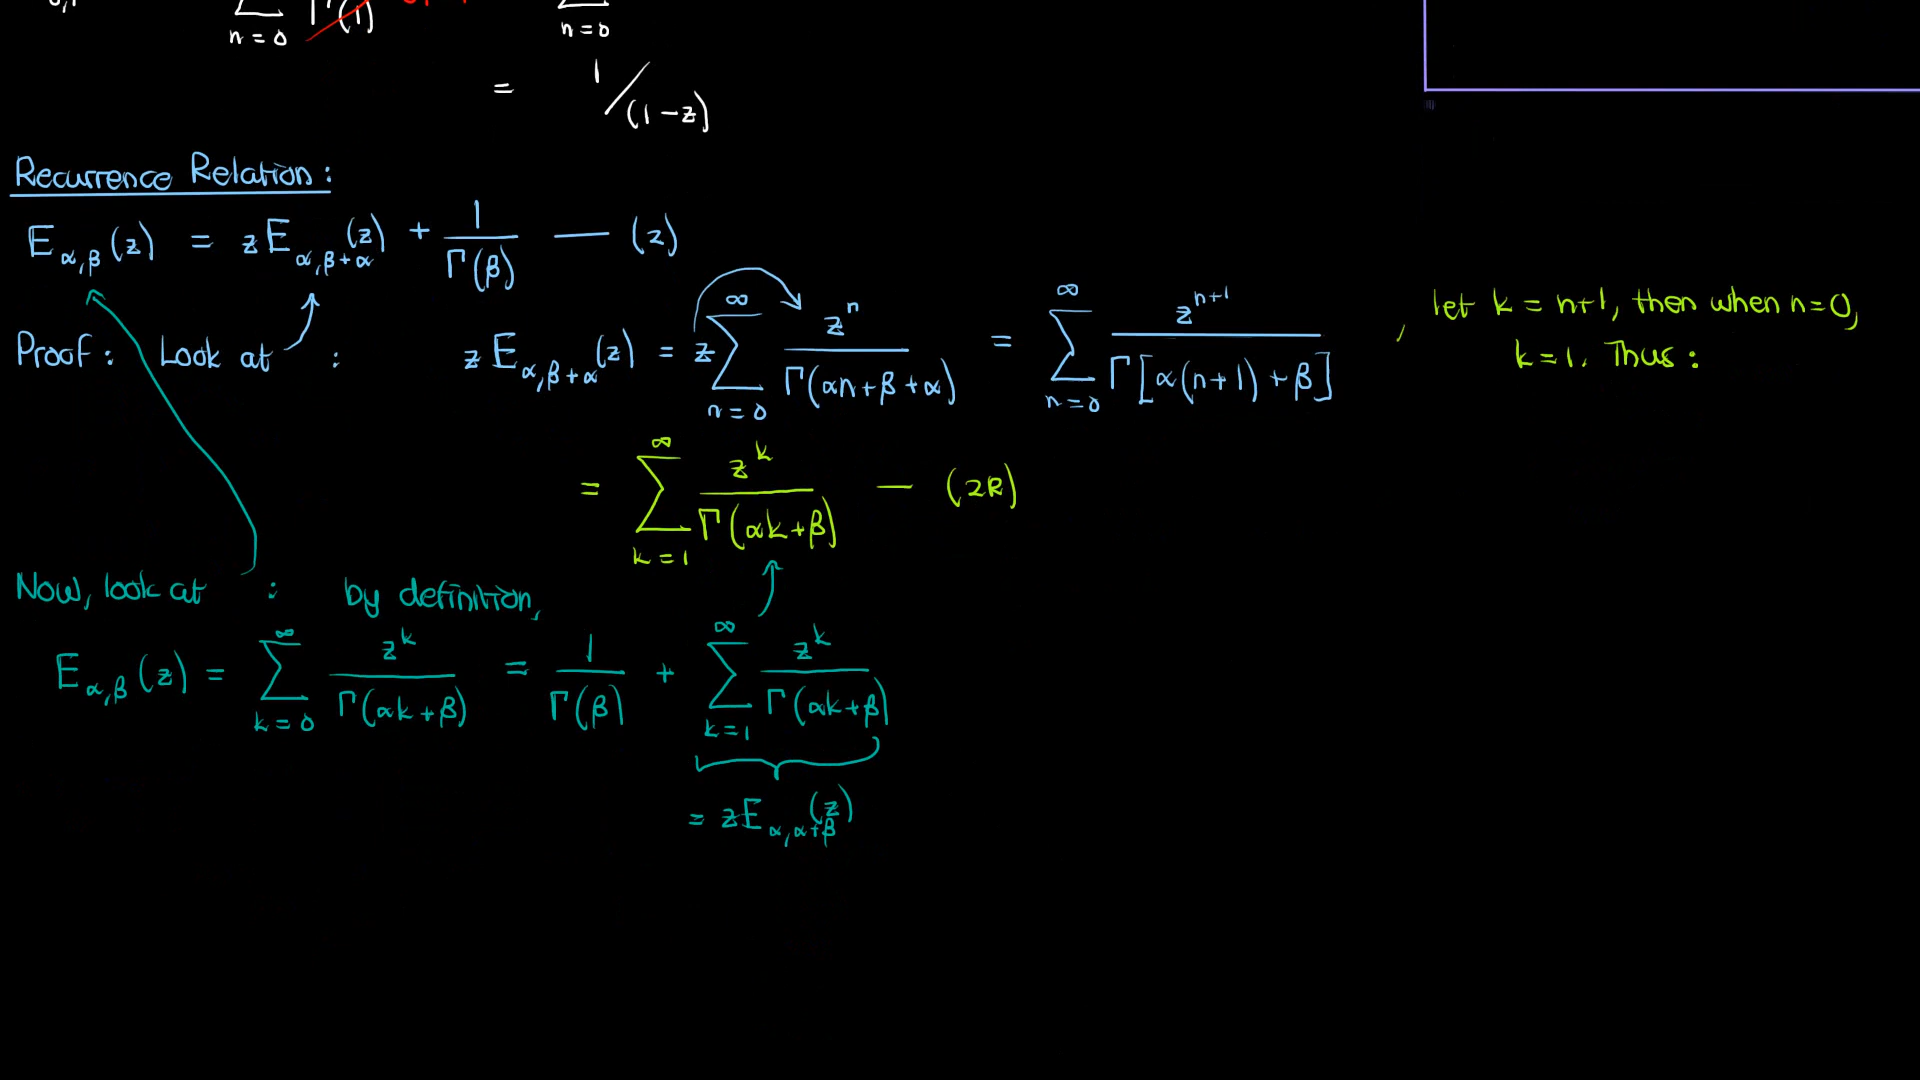 n = 0 Γ(1) n = 0
= 1/(1-z)
Recurrence Relation:
E_{α,β}(z) = zE_{α,β+α}(z) + 1/Γ(β) — (2)
Proof: Look at : zE_{α,β+α}(z) = z∑_{n=0}^{∞} z^n/Γ(αn+β+α) = ∑_{n=0}^{∞} z^{n+1}/Γ[α(n+1)+β] , let k = n+1, then when n=0,
k=1. Thus:
= ∑_{k=1}^{∞} z^k/Γ(αk+β) — (2R)
Now, look at : by definition,
E_{α,β}(z) = ∑_{k=0}^{∞} z^k/Γ(αk+β) = 1/Γ(β) + ∑_{k=1}^{∞} z^k/Γ(αk+β)
= zE_{α,α+β}(z)